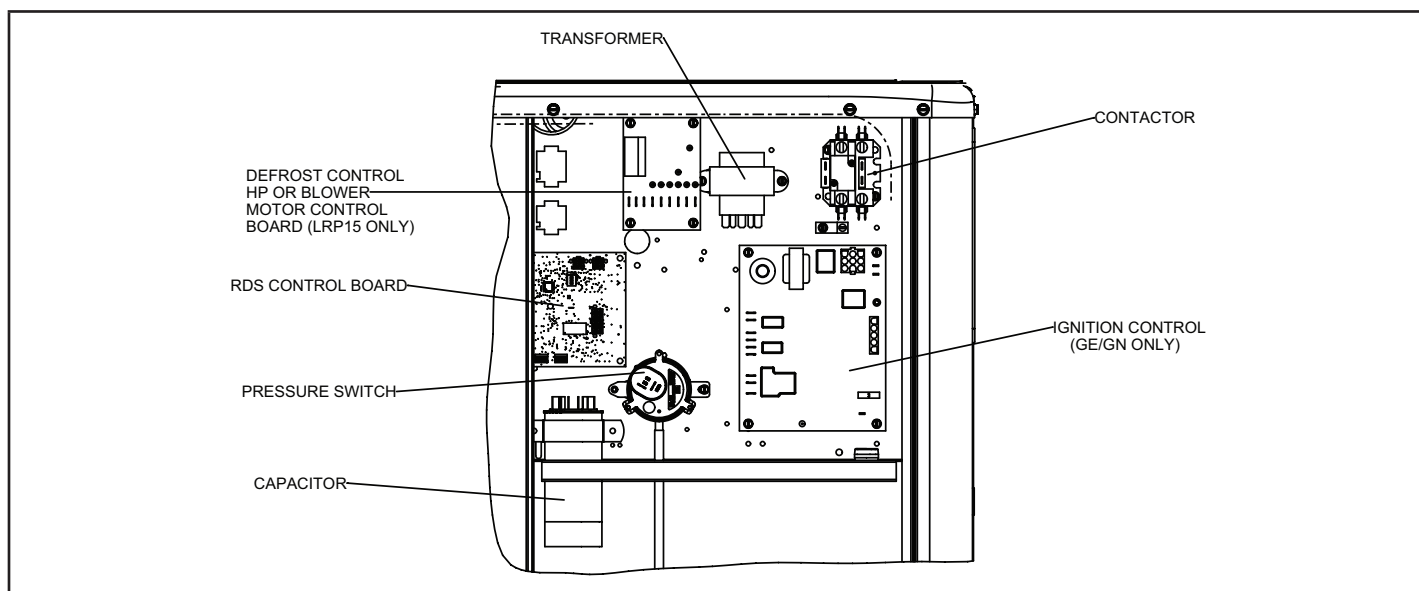 TRANSFORMER
CONTACTOR
DEFROST CONTROL
HP OR BLOWER
MOTOR CONTROL
BOARD (LRP15 ONLY)
RDS CONTROL BOARD
IGNITION CONTROL
(GE/GN ONLY)
PRESSURE SWITCH
CAPACITOR